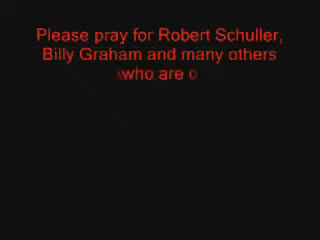 Please pray for Robert Schuller,
Billy Graham and many others
who are o